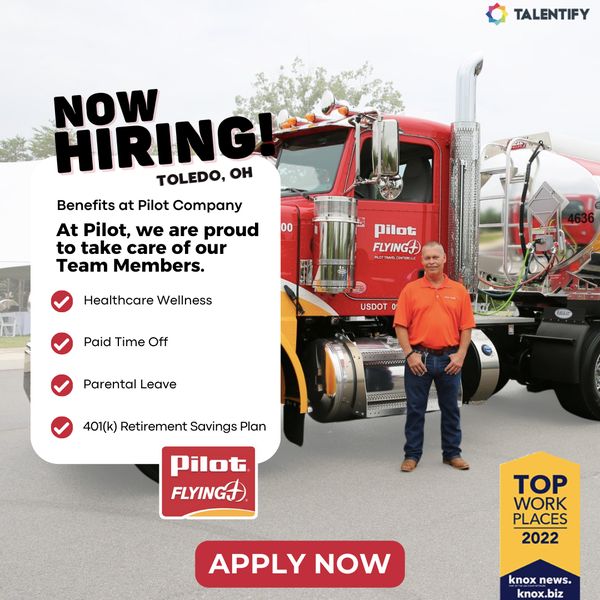 TALENTIFY
NOW
HIRING!
TOLEDO, OH
Benefits at Pilot Company
At Pilot, we are proud
to take care of our
Team Members.
Healthcare Wellness
Paid Time Off
Parental Leave
401(k) Retirement Savings Plan
Pilot
FLYING J
PILOT TRAVEL CENTERS LLC
00
USDOT
4636
Pilot
FLYING J
APPLY NOW
TOP
WORK
PLACES
2022
knox news.
knox.biz